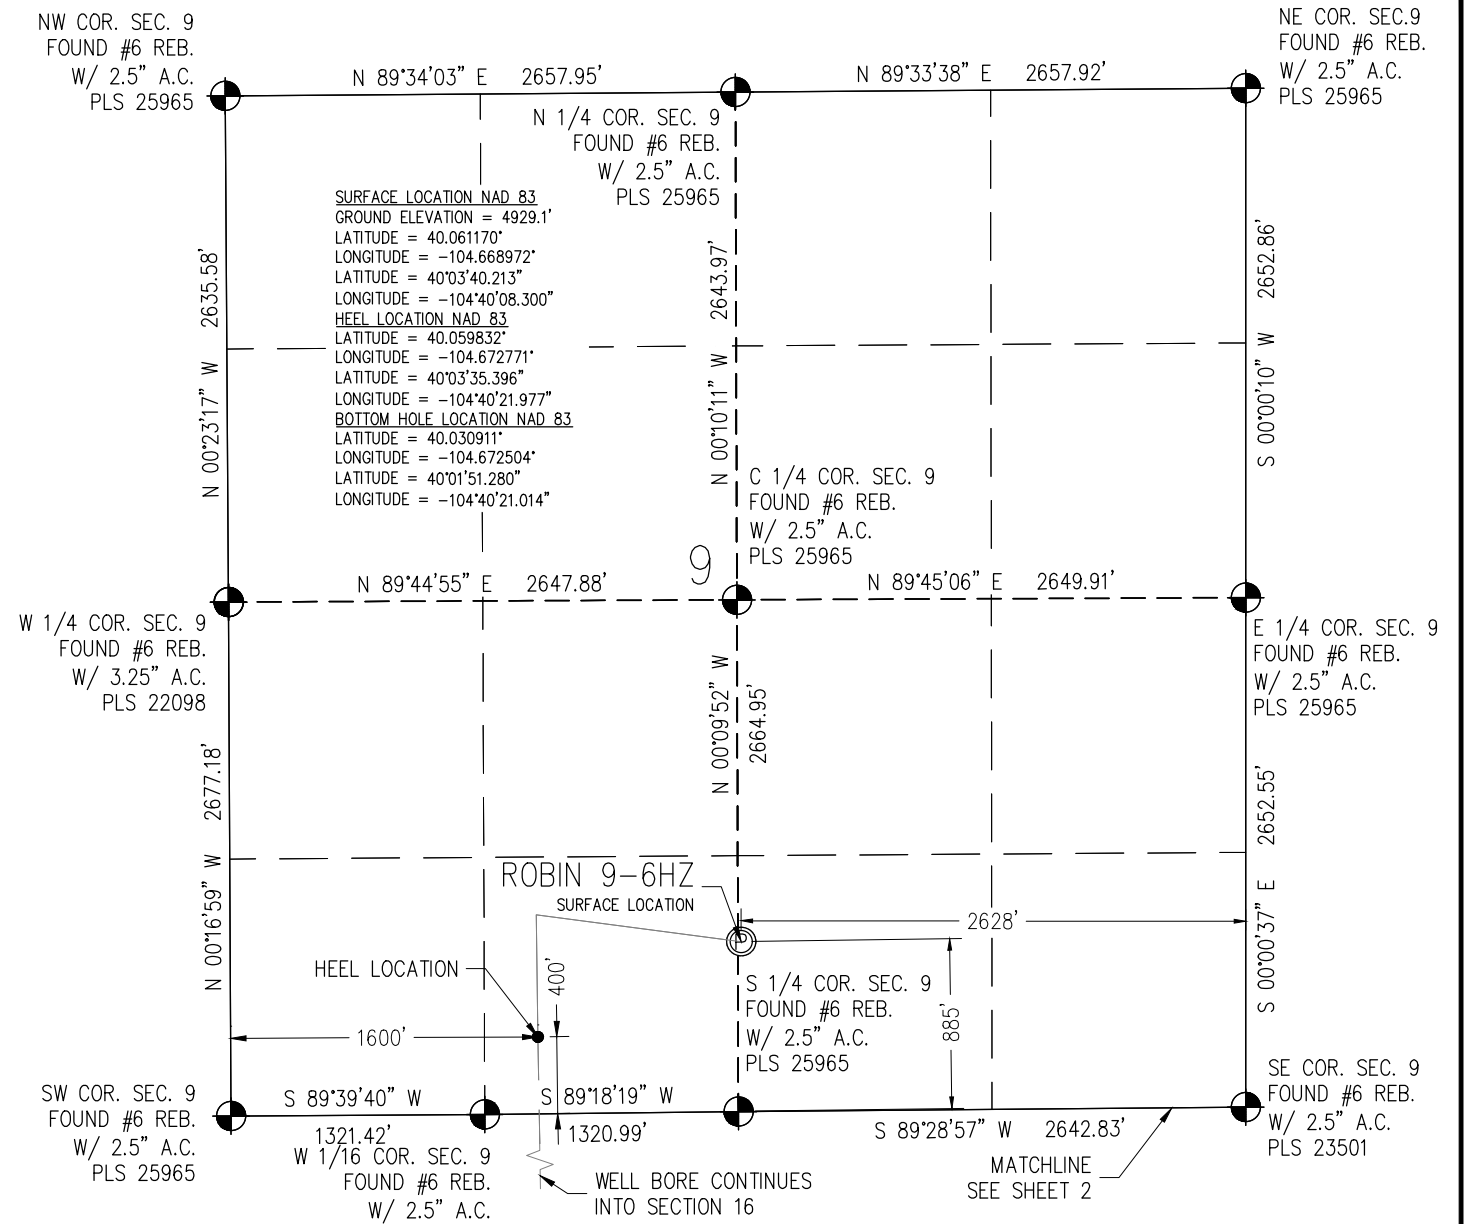 NW COR. SEC. 9
FOUND #6 REB.
W/ 2.5" A.C.
PLS 25965
N 89°34'03" E 2657.95'
N 89°33'38" E 2657.92'
NE COR. SEC.9
FOUND #6 REB.
W/ 2.5" A.C.
PLS 25965
N 1/4 COR. SEC. 9
FOUND #6 REB.
W/ 2.5" A.C.
PLS 25965
SURFACE LOCATION NAD 83
GROUND ELEVATION = 4929.1'
LATITUDE = 40.061170°
LONGITUDE = -104.668972°
LATITUDE = 40°03'40.213"
LONGITUDE = -104°40'08.300"
HEEL LOCATION NAD 83
LATITUDE = 40.059832°
LONGITUDE = -104.672771°
LATITUDE = 40°03'35.396"
LONGITUDE = -104°40'21.977"
BOTTOM HOLE LOCATION NAD 83
LATITUDE = 40.030911°
LONGITUDE = -104.672504°
LATITUDE = 40°01'51.280"
LONGITUDE = -104°40'21.014"
N 00°23'17" W 2635.58'
N 00°10'11" W 2643.97'
S 00°00'10" W 2652.86'
C 1/4 COR. SEC. 9
FOUND #6 REB.
W/ 2.5" A.C.
PLS 25965
9
N 89°44'55" E 2647.88'
N 89°45'06" E 2649.91'
W 1/4 COR. SEC. 9
FOUND #6 REB.
W/ 3.25" A.C.
PLS 22098
E 1/4 COR. SEC. 9
FOUND #6 REB.
W/ 2.5" A.C.
PLS 25965
N 00°16'59" W 2677.18'
N 00°09'52" W
2664.95'
S 00°00'37" E 2652.55'
ROBIN 9-6HZ
SURFACE LOCATION
2628'
HEEL LOCATION
400'
885'
1600'
S 1/4 COR. SEC. 9
FOUND #6 REB.
W/ 2.5" A.C.
PLS 25965
SW COR. SEC. 9
FOUND #6 REB.
W/ 2.5" A.C.
PLS 25965
S 89°39'40" W
1321.42'
S 89°18'19" W
1320.99'
S 89°28'57" W 2642.83'
SE COR. SEC. 9
FOUND #6 REB.
W/ 2.5" A.C.
PLS 23501
W 1/16 COR. SEC. 9
FOUND #6 REB.
W/ 2.5" A.C.
WELL BORE CONTINUES
INTO SECTION 16
MATCHLINE
SEE SHEET 2